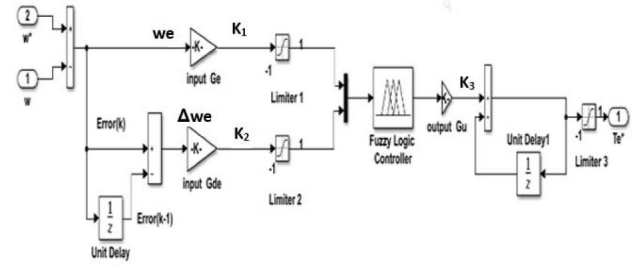 2
w*
1
w
+
-
we
-K-
K₁
input Ge
1
-1
Limiter 1
Error(k)
+
-
Δwe
-K-
K₂
input Gde
1
-1
Limiter 2
1
z
Error(k-1)
Unit Delay
Fuzzy Logic
Controller
K₃
output Gu
+
+
Unit Delay1
1
z
1
-1
Limiter 3
1
Te*